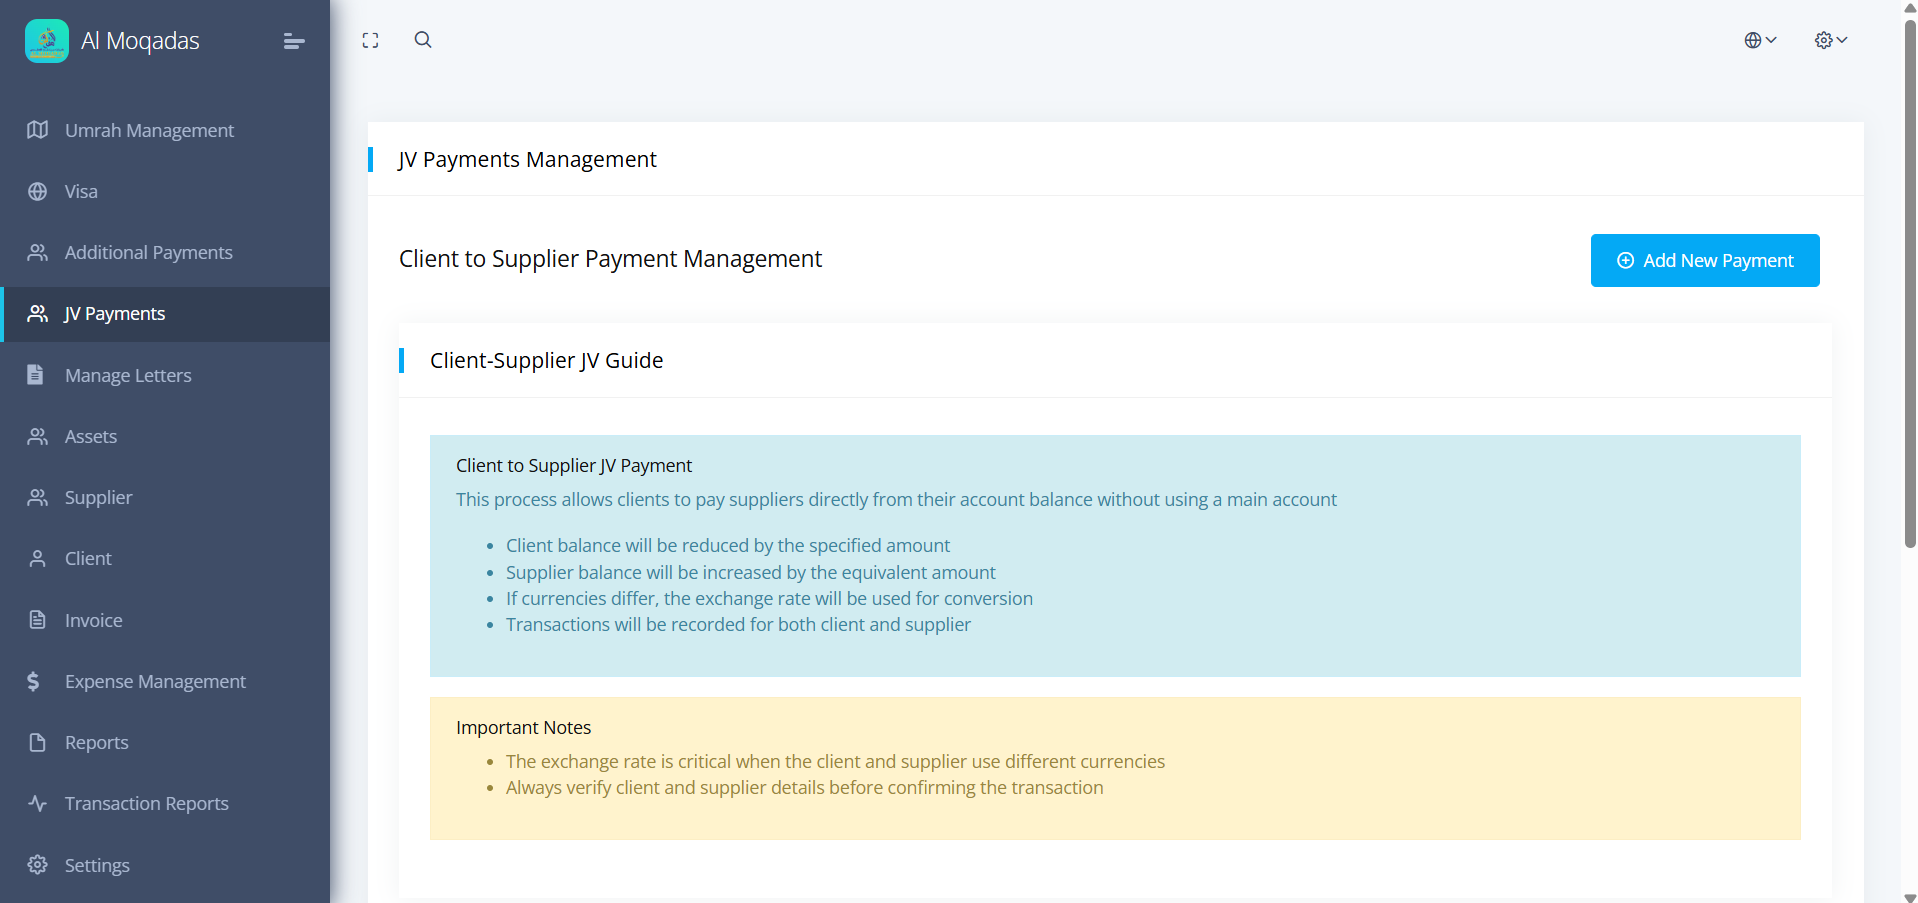 Al Moqadas
Umrah Management
Visa
Additional Payments
JV Payments
Manage Letters
Assets
Supplier
Client
Invoice
Expense Management
Reports
Transaction Reports
Settings
JV Payments Management
Client to Supplier Payment Management
Add New Payment
Client-Supplier JV Guide
Client to Supplier JV Payment
This process allows clients to pay suppliers directly from their account balance without using a main account
• Client balance will be reduced by the specified amount
• Supplier balance will be increased by the equivalent amount
• If currencies differ, the exchange rate will be used for conversion
• Transactions will be recorded for both client and supplier
Important Notes
• The exchange rate is critical when the client and supplier use different currencies
• Always verify client and supplier details before confirming the transaction